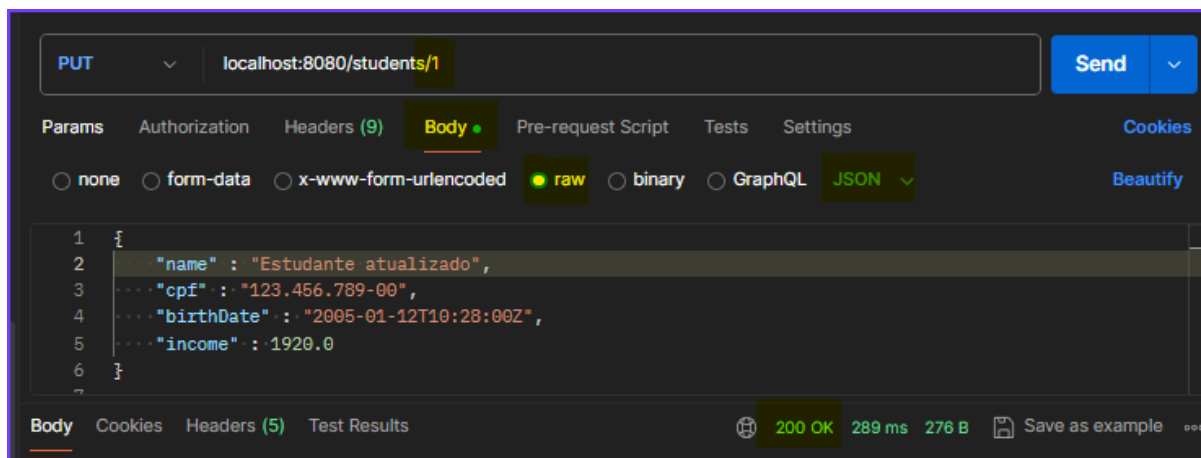 PUT localhost:8080/students/1 Send
Params Authorization Headers (9) Body Pre-request Script Tests Settings Cookies
none form-data x-www-form-urlencoded raw binary GraphQL JSON Beautify
1 {
2 "name" : "Estudante atualizado",
3 "cpf" : "123.456.789-00",
4 "birthDate" : "2005-01-12T10:28:00Z",
5 "income" : 1920.0
6 }
7
Body Cookies Headers (5) Test Results 200 OK 289 ms 276 B Save as example